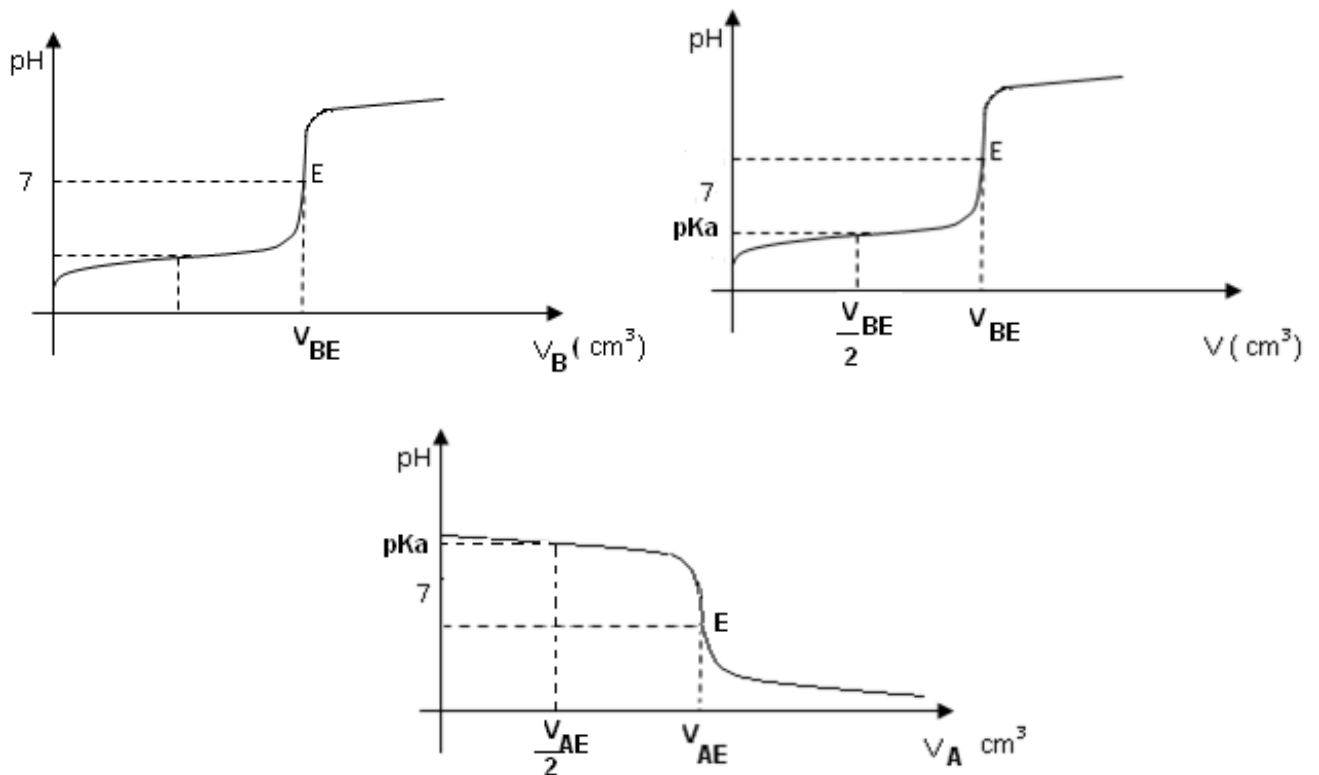 pH
7
E
V_BE
V_B ( cm³)
pH
7
pKa
E
V_BE
2
V_BE
V ( cm³)
pH
pKa
7
E
V_AE
2
V_AE
V_A cm³